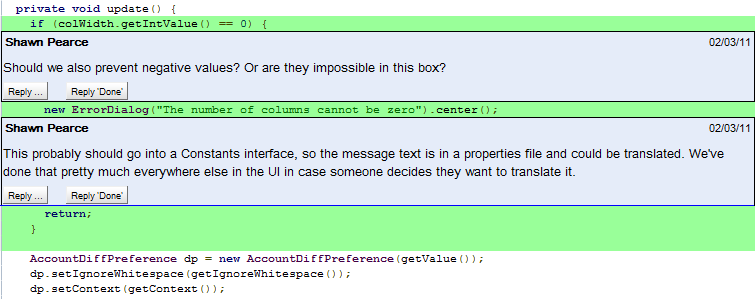 private void update() {
if (colWidth.getIntValue() == 0) {
Shawn Pearce 02/03/11
Should we also prevent negative values? Or are they impossible in this box?
Reply ... Reply 'Done'
new ErrorDialog("The number of columns cannot be zero").center();
Shawn Pearce 02/03/11
This probably should go into a Constants interface, so the message text is in a properties file and could be translated. We've
done that pretty much everywhere else in the UI in case someone decides they want to translate it.
Reply ... Reply 'Done'
return;
}
AccountDiffPreference dp = new AccountDiffPreference(getValue());
dp.setIgnoreWhitespace(getIgnoreWhitespace());
dp.setContext(getContext());